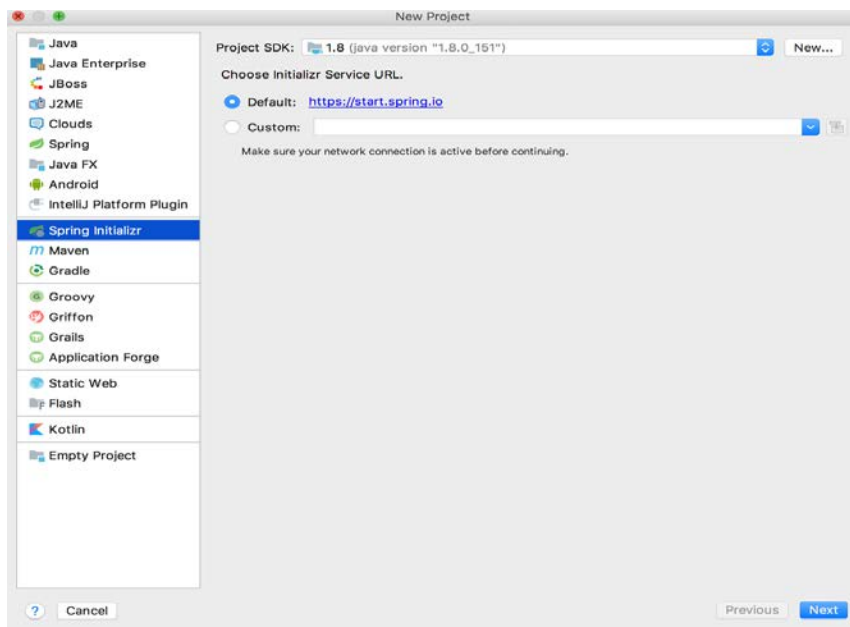 New Project
Java
Java Enterprise
JBoss
J2ME
Clouds
Spring
Java FX
Android
IntelliJ Platform Plugin
Spring Initializr
Maven
Gradle
Groovy
Griffon
Grails
Application Forge
Static Web
Flash
Kotlin
Empty Project
Project SDK: 1.8 (java version "1.8.0_151") New...
Choose Initializr Service URL.
Default: https://start.spring.io
Custom:
Make sure your network connection is active before continuing.
? Cancel Previous Next